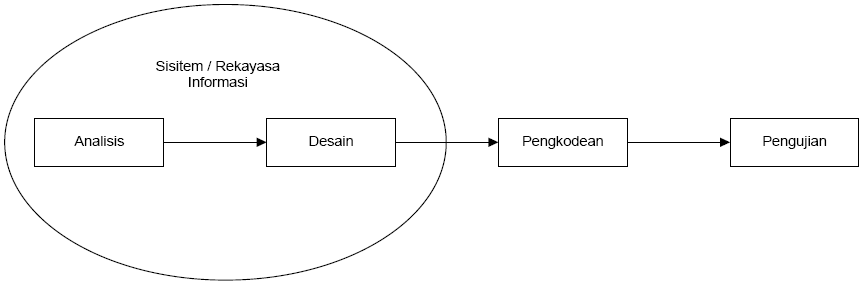 Sisitem / Rekayasa
Informasi
Analisis
Desain
Pengkodean
Pengujian